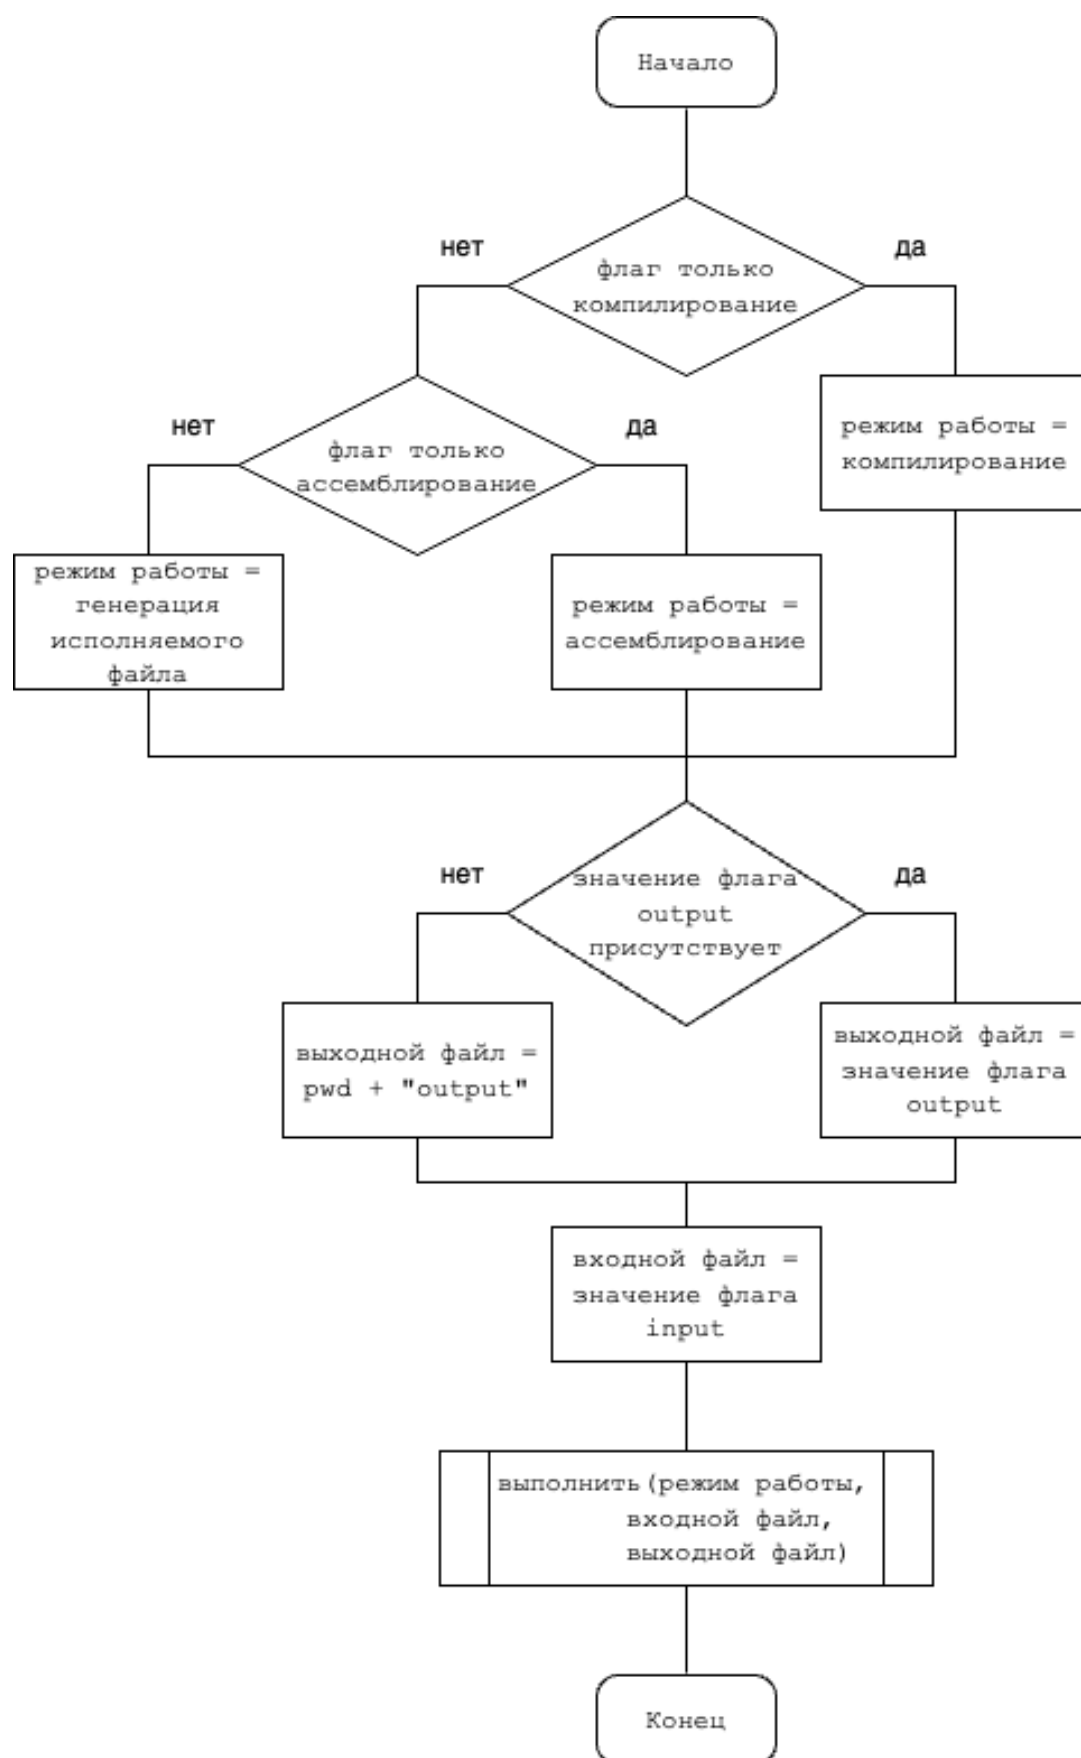 Начало
нет
да
флаг только
компилирование
нет
да
флаг только
ассемблирование
режим работы =
компилирование
режим работы =
генерация
исполняемого
файла
режим работы =
ассемблирование
нет
да
значение флага
output
присутствует
выходной файл =
pwd + "output"
выходной файл =
значение флага
output
входной файл =
значение флага
input
выполнить(режим работы,
входной файл,
выходной файл)
Конец